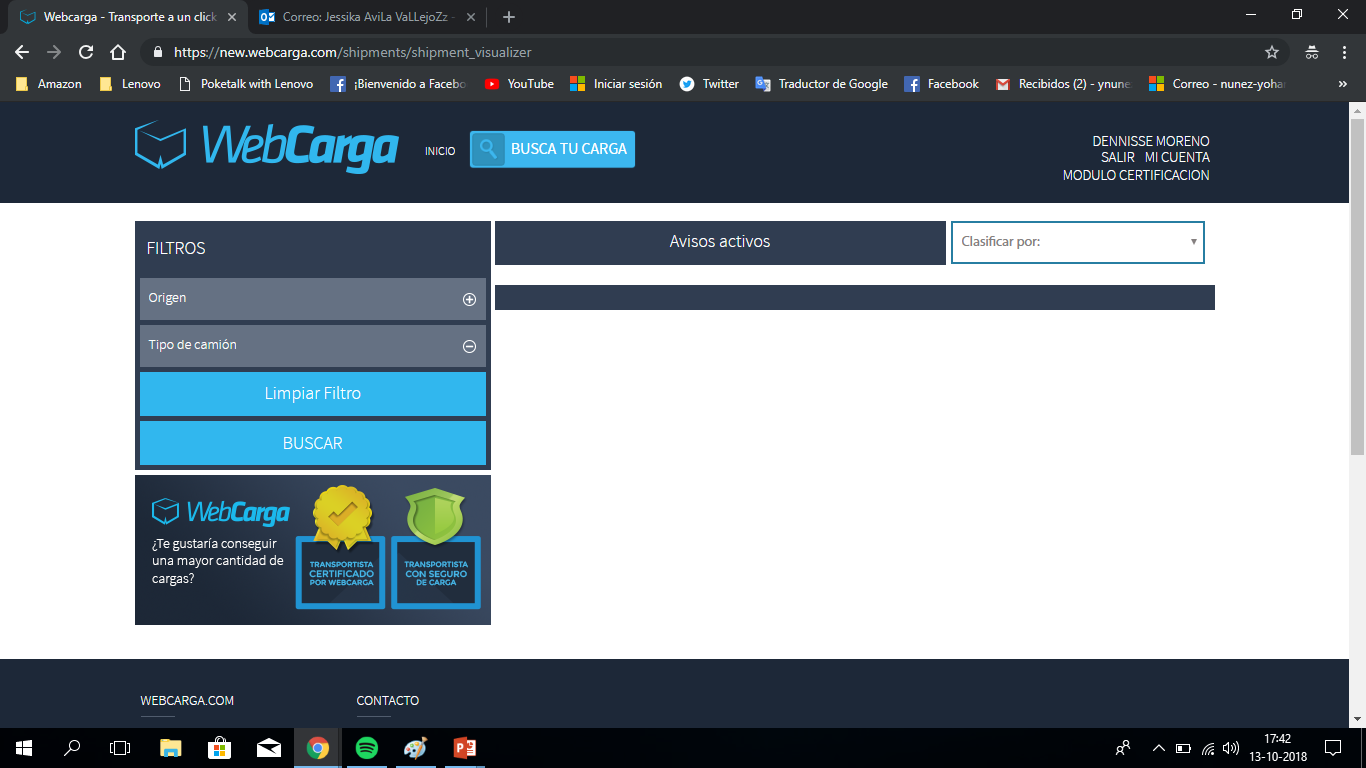 Webcarga - Transporte a un click
Correo: Jessika AviLa VaLLejoZz -
https://new.webcarga.com/shipments/shipment_visualizer
Amazon
Lenovo
Poketalk with Lenovo
¡Bienvenido a Facebo
YouTube
Iniciar sesión
Twitter
Traductor de Google
Facebook
Recibidos (2) - ynune
Correo - nunez-yohar
»
WebCarga
INICIO
BUSCA TU CARGA
DENNISSE MORENO
SALIR MI CUENTA
MODULO CERTIFICACION
FILTROS
Origen
Tipo de camión
Limpiar Filtro
BUSCAR
Avisos activos
Clasificar por:
WebCarga
¿Te gustaría conseguir
una mayor cantidad de
cargas?
TRANSPORTISTA
CERTIFICADO
POR WEBCARGA
TRANSPORTISTA
CON SEGURO
DE CARGA
WEBCARGA.COM
CONTACTO
17:42
13-10-2018